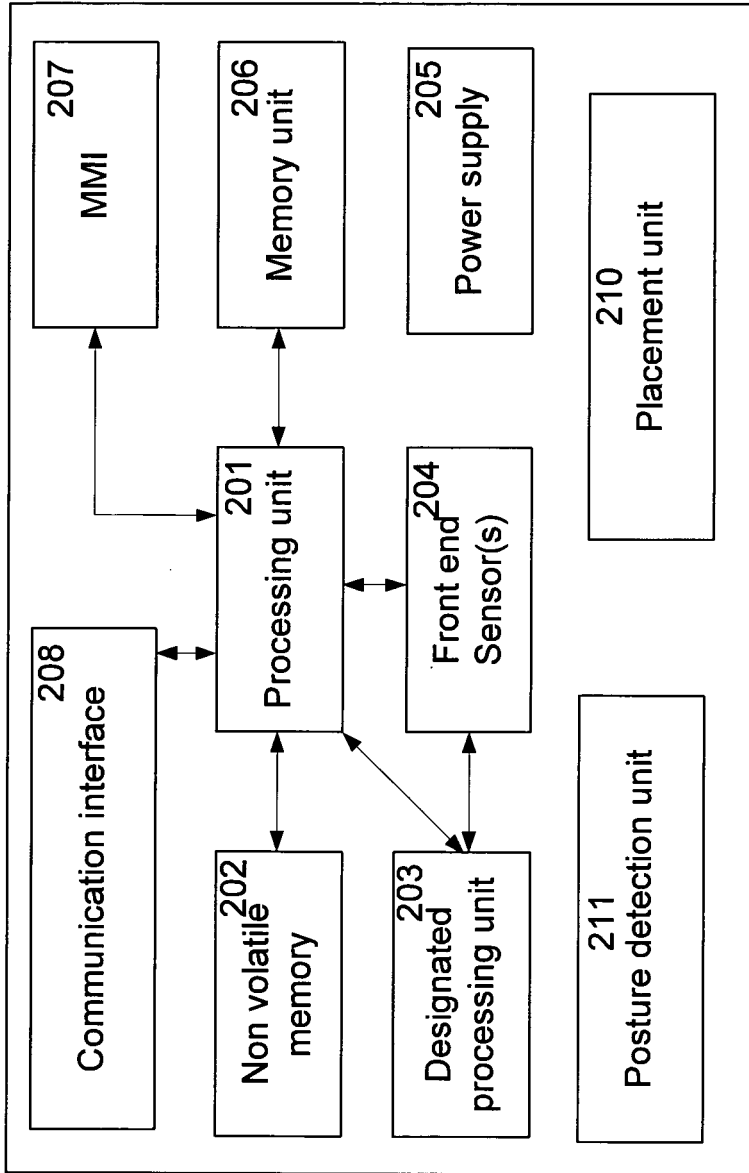 208
Communication interface
207
MMI
202
Non volatile
memory
201
Processing unit
206
Memory unit
203
Designated
processing unit
204
Front end
Sensor(s)
205
Power supply
211
Posture detection unit
210
Placement unit